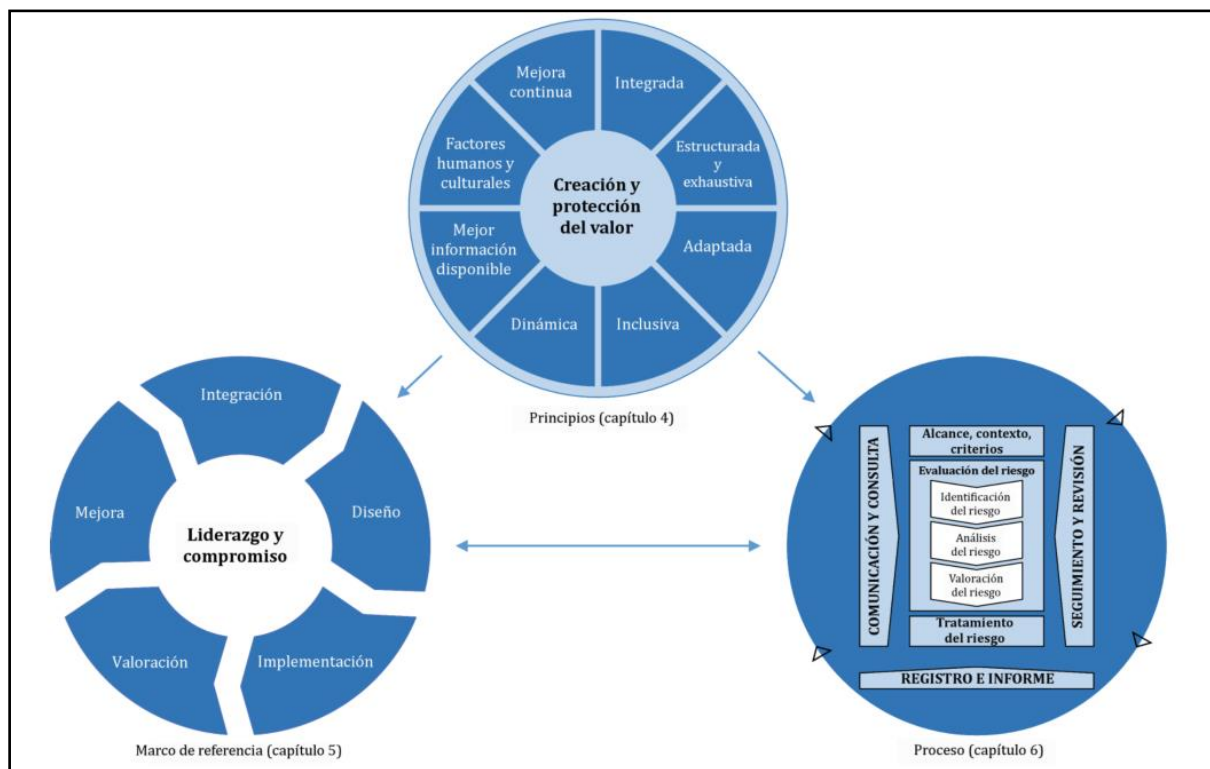 Mejora
continua
Integrada
Factores
humanos y
culturales
Estructurada
y
exhaustiva
Creación y
protección
del valor
Mejor
información
disponible
Adaptada
Dinámica
Inclusiva
Principios (capítulo 4)
Integración
Mejora
Diseño
Liderazgo y
compromiso
Valoración
Implementación
Marco de referencia (capítulo 5)
Alcance, contexto,
criterios
Evaluación del riesgo
Identificación
del riesgo
Análisis
del riesgo
Valoración
del riesgo
Tratamiento
del riesgo
COMUNICACIÓN Y CONSULTA
SEGUIMIENTO Y REVISIÓN
REGISTRO E INFORME
Proceso (capítulo 6)